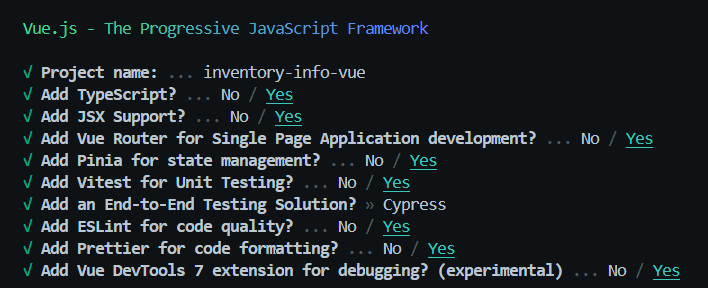 Vue.js - The Progressive JavaScript Framework
√ Project name: ... inventory-info-vue
√ Add TypeScript? ... No / Yes
√ Add JSX Support? ... No / Yes
√ Add Vue Router for Single Page Application development? ... No / Yes
√ Add Pinia for state management? ... No / Yes
√ Add Vitest for Unit Testing? ... No / Yes
√ Add an End-to-End Testing Solution? » Cypress
√ Add ESLint for code quality? ... No / Yes
√ Add Prettier for code formatting? ... No / Yes
√ Add Vue DevTools 7 extension for debugging? (experimental) ... No / Yes